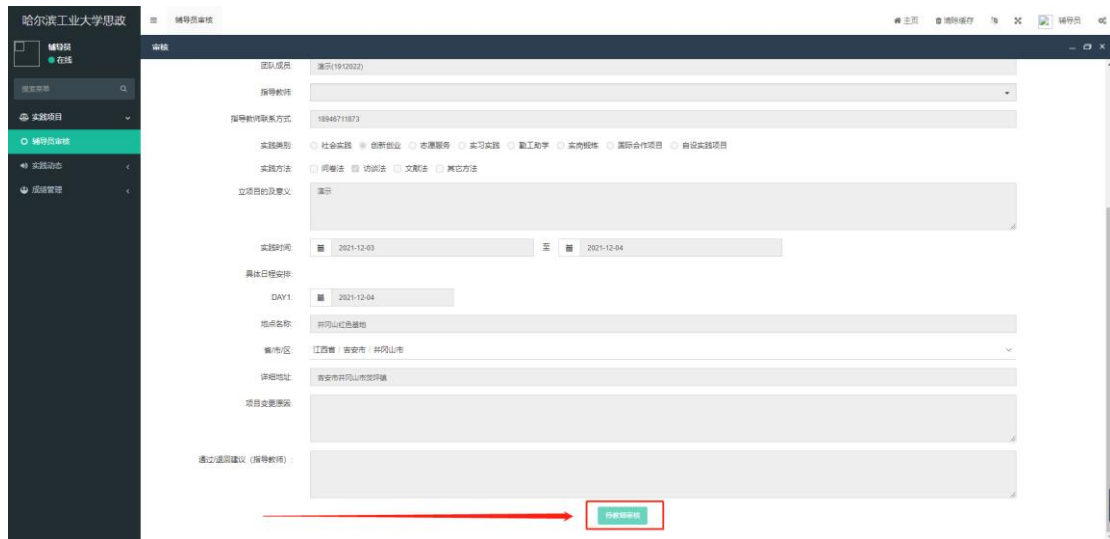 哈尔滨工业大学思政
辅导员审核
主页
清除缓存
辅导员
辅导员
在线
审核
搜索菜单
实践项目
辅导员审核
实践动态
成绩管理
团队成员:
演示(1912022)
指导教师:
指导教师联系方式:
18946711873
实践类别:
社会实践 创新创业 志愿服务 实习实践 勤工助学 实岗锻炼 国际合作项目 自设实践项目
实践方法:
问卷法 访谈法 文献法 其它方法
立项目的及意义:
演示
实践时间:
2021-12-03
至
2021-12-04
具体日程安排:
DAY1:
2021-12-04
地点名称:
井冈山红色基地
省/市/区:
江西省 / 吉安市 / 井冈山市
详细地址:
吉安市井冈山市茨坪镇
项目变更原因:
通过/退回建议（指导教师）:
待教师审核